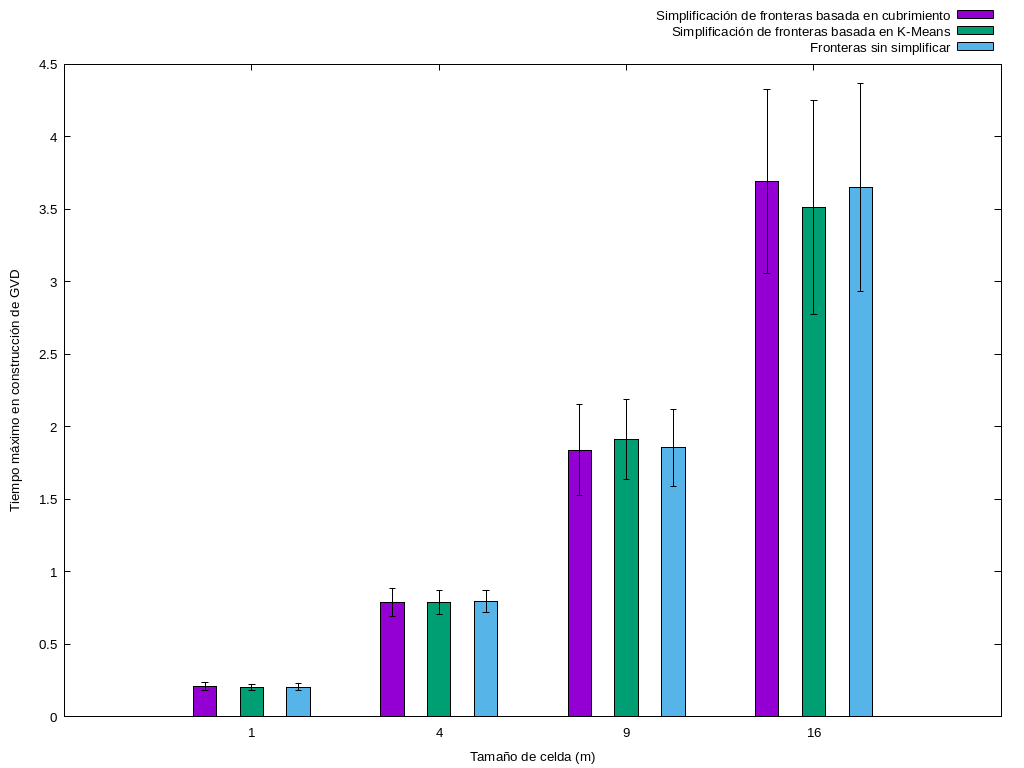 Simplificación de fronteras basada en cubrimiento
Simplificación de fronteras basada en K-Means
Fronteras sin simplificar
4.5
4
3.5
3
2.5
2
1.5
1
0.5
0
Tiempo máximo en construcción de GVD
1 4 9 16
Tamaño de celda (m)